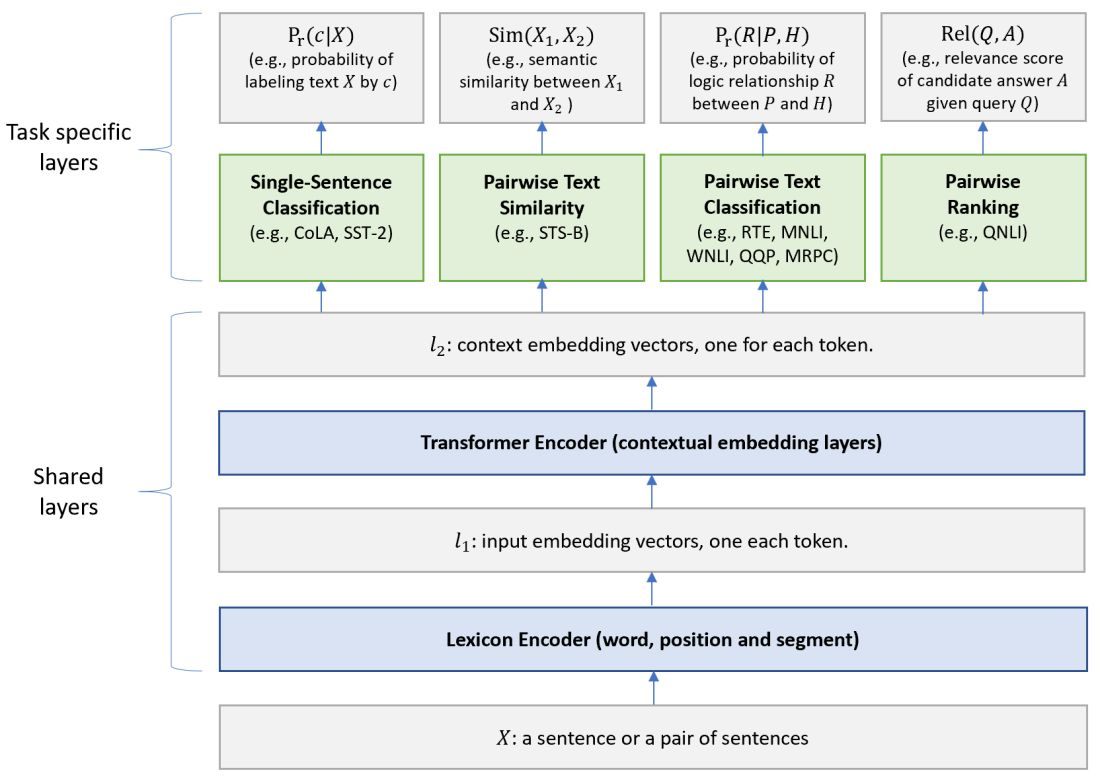 Task specific
layers
Pr(c|X)
(e.g., probability of
labeling text X by c)
Sim(X1, X2)
(e.g., semantic
similarity between X1
and X2 )
Pr(R|P, H)
(e.g., probability of
logic relationship R
between P and H)
Rel(Q, A)
(e.g., relevance score
of candidate answer A
given query Q)
Single-Sentence
Classification
(e.g., CoLA, SST-2)
Pairwise Text
Similarity
(e.g., STS-B)
Pairwise Text
Classification
(e.g., RTE, MNLI,
WNLI, QQP, MRPC)
Pairwise
Ranking
(e.g., QNLI)
Shared
layers
l2: context embedding vectors, one for each token.
Transformer Encoder (contextual embedding layers)
l1: input embedding vectors, one each token.
Lexicon Encoder (word, position and segment)
X: a sentence or a pair of sentences